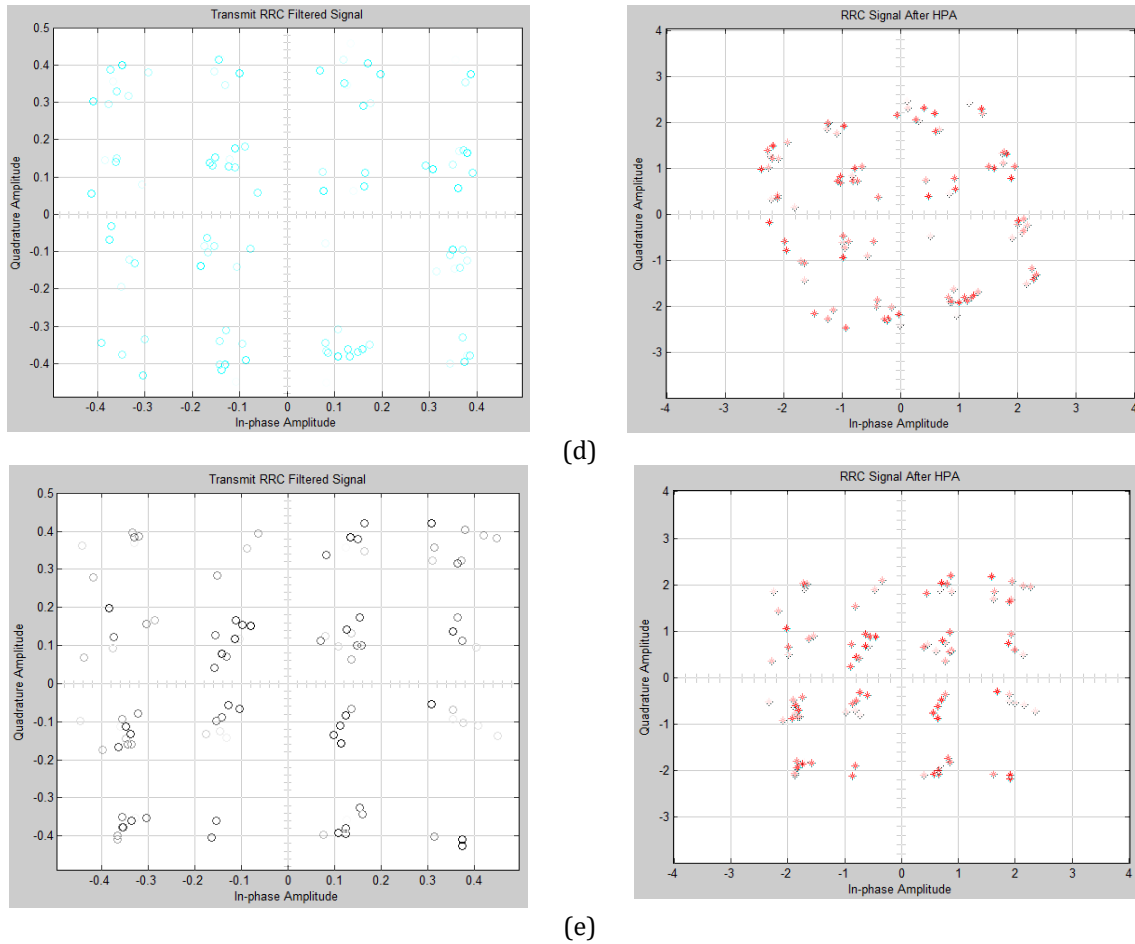 Transmit RRC Filtered Signal
0.5
0.4
0.3
0.2
0.1
0
-0.1
-0.2
-0.3
-0.4
Quadrature Amplitude
-0.4 -0.3 -0.2 -0.1 0 0.1 0.2 0.3 0.4
In-phase Amplitude
RRC Signal After HPA
4
3
2
1
0
-1
-2
-3
Quadrature Amplitude
-4 -3 -2 -1 0 1 2 3 4
In-phase Amplitude
(d)
Transmit RRC Filtered Signal
0.5
0.4
0.3
0.2
0.1
0
-0.1
-0.2
-0.3
-0.4
Quadrature Amplitude
-0.4 -0.3 -0.2 -0.1 0 0.1 0.2 0.3 0.4
In-phase Amplitude
RRC Signal After HPA
4
3
2
1
0
-1
-2
-3
Quadrature Amplitude
-4 -3 -2 -1 0 1 2 3 4
In-phase Amplitude
(e)